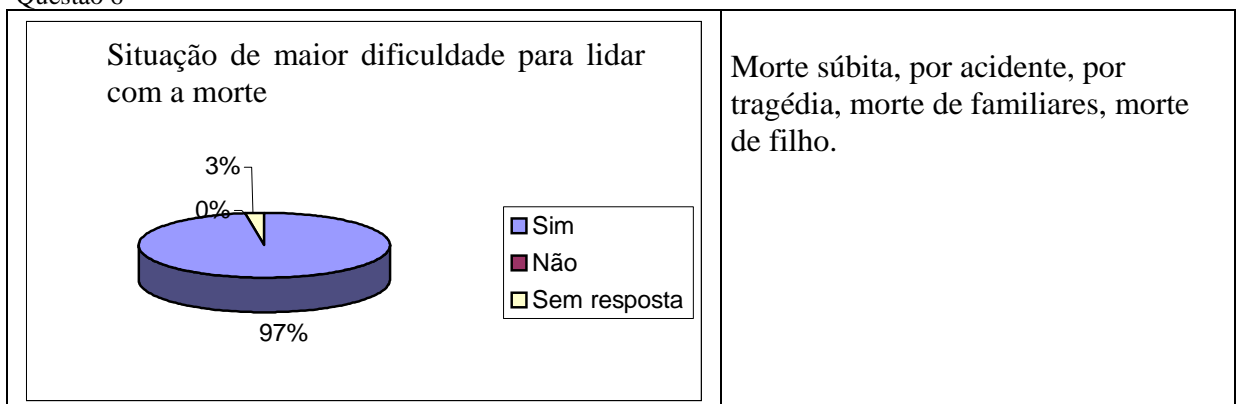 Situação de maior dificuldade para lidar
com a morte
3%
0%
97%
Sim
Não
Sem resposta
Morte súbita, por acidente, por
tragédia, morte de familiares, morte
de filho.